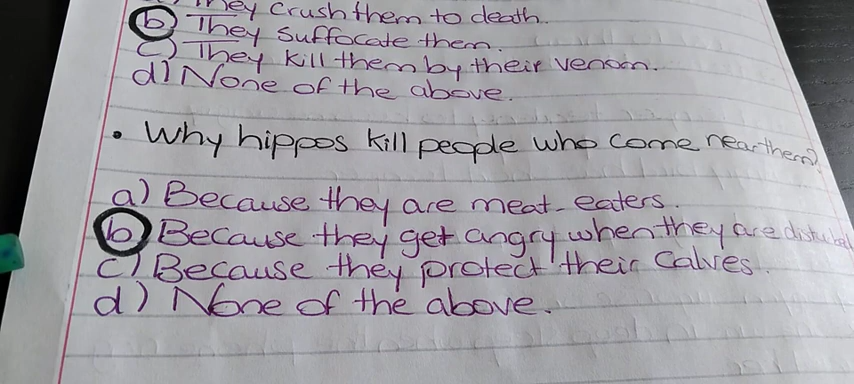 They crush them to death.
b) They suffocate them.
c) They kill them by their venom.
d) None of the above.
• Why hippos kill people who come near them?
a) Because they are meat-eaters.
b) Because they get angry when they are disturbed
c) Because they protect their calves.
d) None of the above.